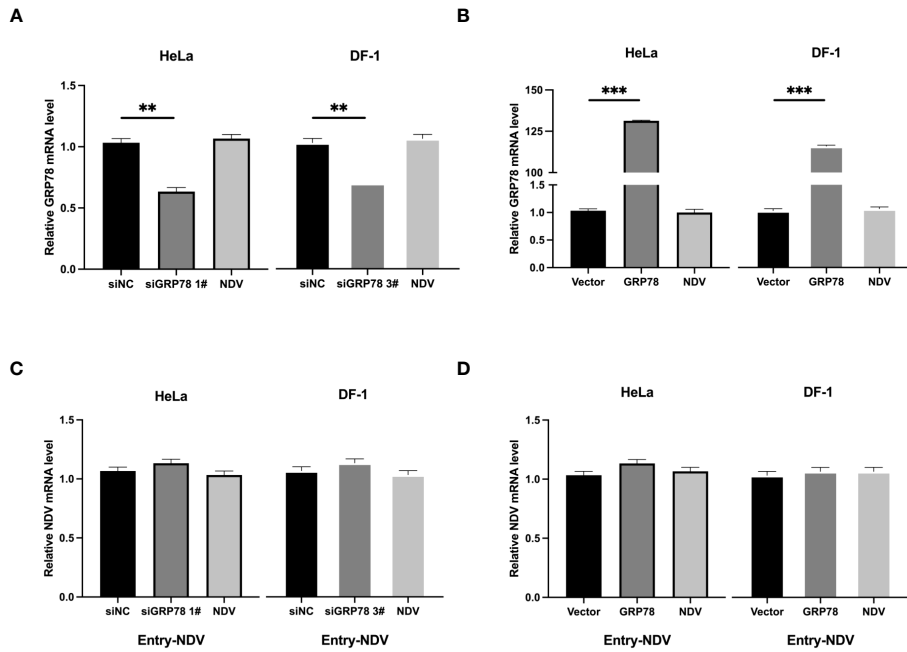 A
HeLa
DF-1
Relative GRP78 mRNA level
1.5
1.0
0.5
0.0
**
**
siNC siGRP78 1# NDV
siNC siGRP78 3# NDV
B
HeLa
DF-1
Relative GRP78 mRNA level
150
125
100
1.5
1.0
0.5
0.0
***
***
Vector GRP78 NDV
Vector GRP78 NDV
C
HeLa
DF-1
Relative NDV mRNA level
1.5
1.0
0.5
0.0
siNC siGRP78 1# NDV
siNC siGRP78 3# NDV
Entry-NDV
Entry-NDV
D
HeLa
DF-1
Relative NDV mRNA level
1.5
1.0
0.5
0.0
Vector GRP78 NDV
Vector GRP78 NDV
Entry-NDV
Entry-NDV